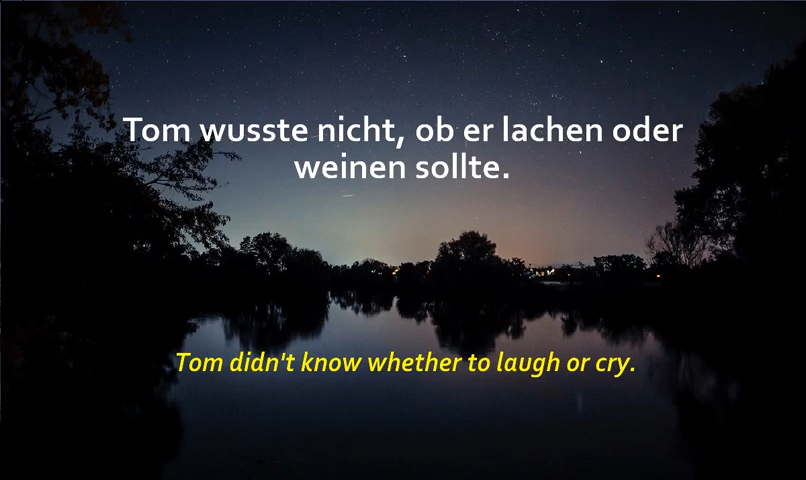 Tom wusste nicht, ob er lachen oder
weinen sollte.
Tom didn't know whether to laugh or cry.